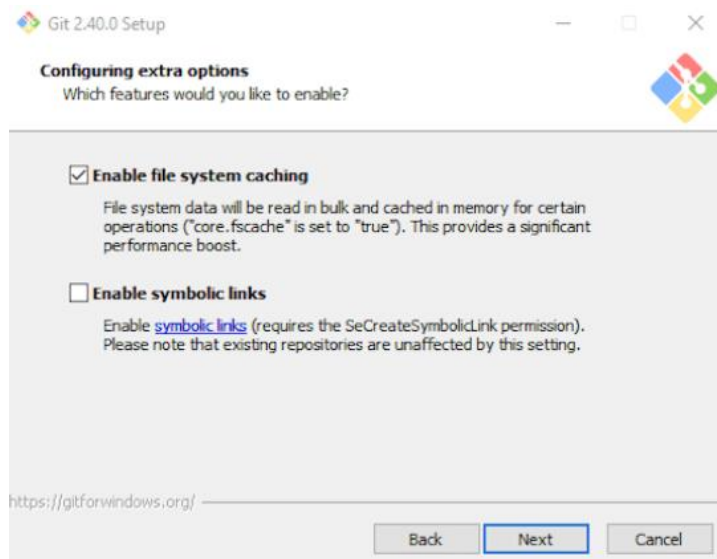 Git 2.40.0 Setup
Configuring extra options
Which features would you like to enable?
Enable file system caching
File system data will be read in bulk and cached in memory for certain
operations ("core.fscache" is set to "true"). This provides a significant
performance boost.
Enable symbolic links
Enable symbolic links (requires the SeCreateSymbolicLink permission).
Please note that existing repositories are unaffected by this setting.
https://gitforwindows.org/
Back Next Cancel